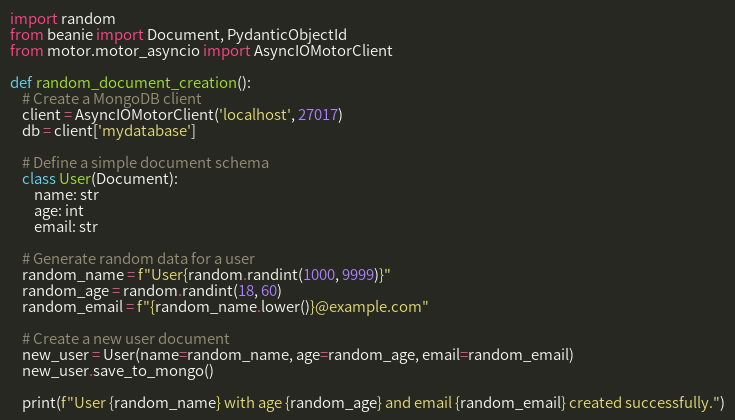 import random
from beanie import Document, PydanticObjectId
from motor.motor_asyncio import AsyncIOMotorClient

def random_document_creation():
    # Create a MongoDB client
    client = AsyncIOMotorClient('localhost', 27017)
    db = client['mydatabase']

    # Define a simple document schema
    class User(Document):
        name: str
        age: int
        email: str

    # Generate random data for a user
    random_name = f"User{random.randint(1000, 9999)}"
    random_age = random.randint(18, 60)
    random_email = f"{random_name.lower()}@example.com"

    # Create a new user document
    new_user = User(name=random_name, age=random_age, email=random_email)
    new_user.save_to_mongo()

    print(f"User {random_name} with age {random_age} and email {random_email} created successfully.")